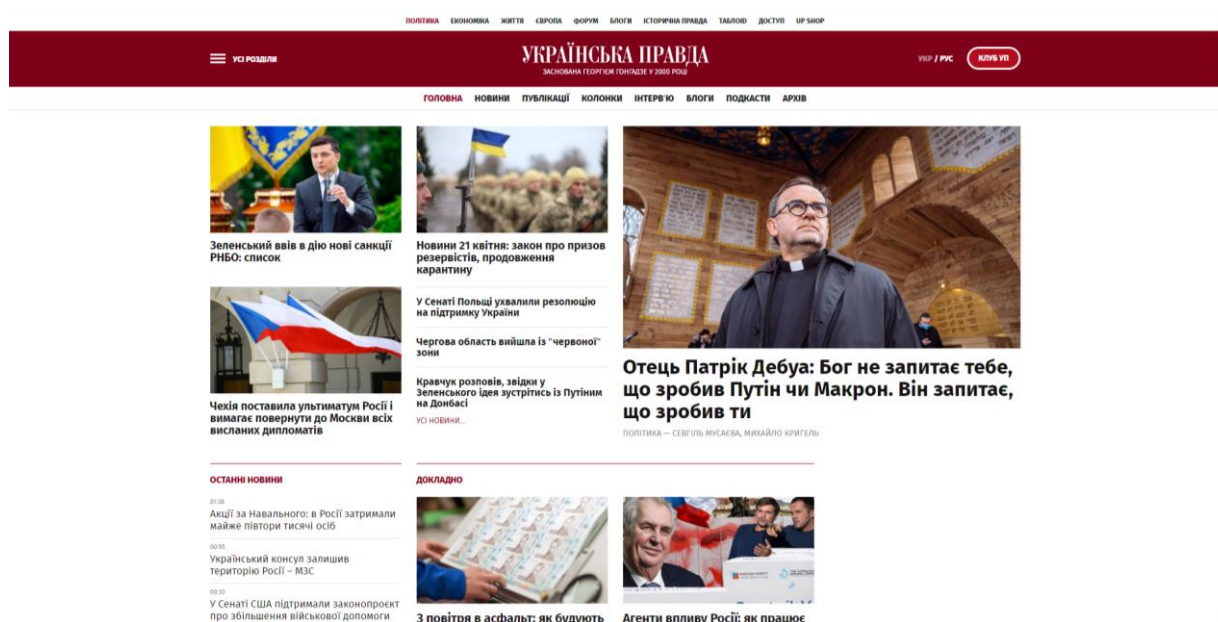 ПОЛІТИКА ЕКОНОМІКА ЖИТТЯ ЄВРОПА ФОРУМ БЛОГИ ІСТОРИЧНА ПРАВДА ТАБЛОІD ДОСТУП UP SHOP
УСІ РОЗДІЛИ
УКРАЇНСЬКА ПРАВДА
ЗАСНОВАНА ГЕОРГІЄМ ҐОНҐАДЗЕ У 2000 РОЦІ
УКР / РУС
КЛУБ УП
ГОЛОВНА НОВИНИ ПУБЛІКАЦІЇ КОЛОНКИ ІНТЕРВ'Ю БЛОГИ ПОДКАСТИ АРХІВ
Зеленський ввів в дію нові санкції
РНБО: список
Чехія поставила ультиматум Росії і
вимагає повернути до Москви всіх
висланих дипломатів
Новини 21 квітня: закон про призов
резервістів, продовження
карантину
У Сенаті Польщі ухвалили резолюцію
на підтримку України
Чергова область вийшла із "червоної"
зони
Кравчук розповів, звідки у
Зеленського ідея зустрітись із Путіним
на Донбасі
УСІ НОВИНИ...
Отець Патрік Дебуа: Бог не запитає тебе,
що зробив Путін чи Макрон. Він запитає,
що зробив ти
ПОЛІТИКА — СЕВГІЛЬ МУСАЄВА, МИХАЙЛО КРИГЕЛЬ
ОСТАННІ НОВИНИ
01:38
Акції за Навального: в Росії затримали
майже півтори тисячі осіб
00:55
Український консул залишив
територію Росії – МЗС
00:33
У Сенаті США підтримали законопроєкт
про збільшення військової допомоги
ДОКЛАДНО
З повітря в асфальт: як будують
Агенти впливу Росії: як працює